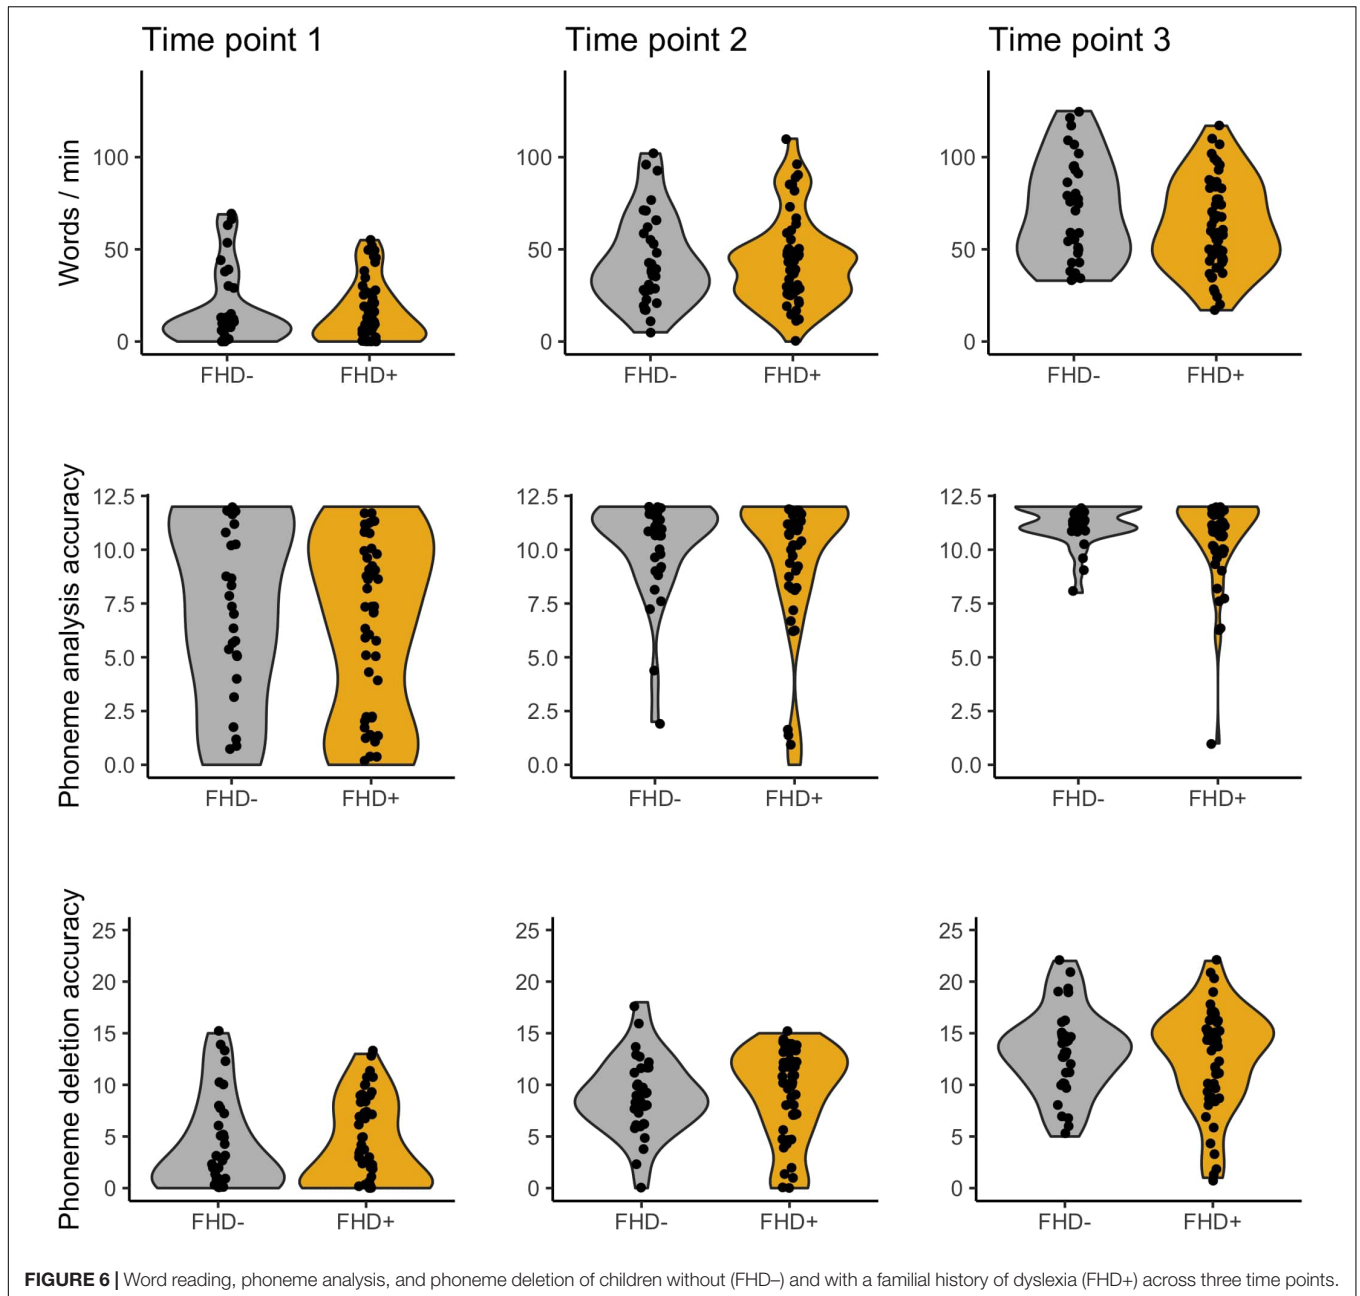 Time point 1
Time point 2
Time point 3
Words / min
100
50
0
FHD-
FHD+
100
50
0
FHD-
FHD+
100
50
0
FHD-
FHD+
Phoneme analysis accuracy
12.5
10.0
7.5
5.0
2.5
0.0
FHD-
FHD+
12.5
10.0
7.5
5.0
2.5
0.0
FHD-
FHD+
12.5
10.0
7.5
5.0
2.5
0.0
FHD-
FHD+
Phoneme deletion accuracy
25
20
15
10
5
0
FHD-
FHD+
25
20
15
10
5
0
FHD-
FHD+
25
20
15
10
5
0
FHD-
FHD+
FIGURE 6 | Word reading, phoneme analysis, and phoneme deletion of children without (FHD–) and with a familial history of dyslexia (FHD+) across three time points.